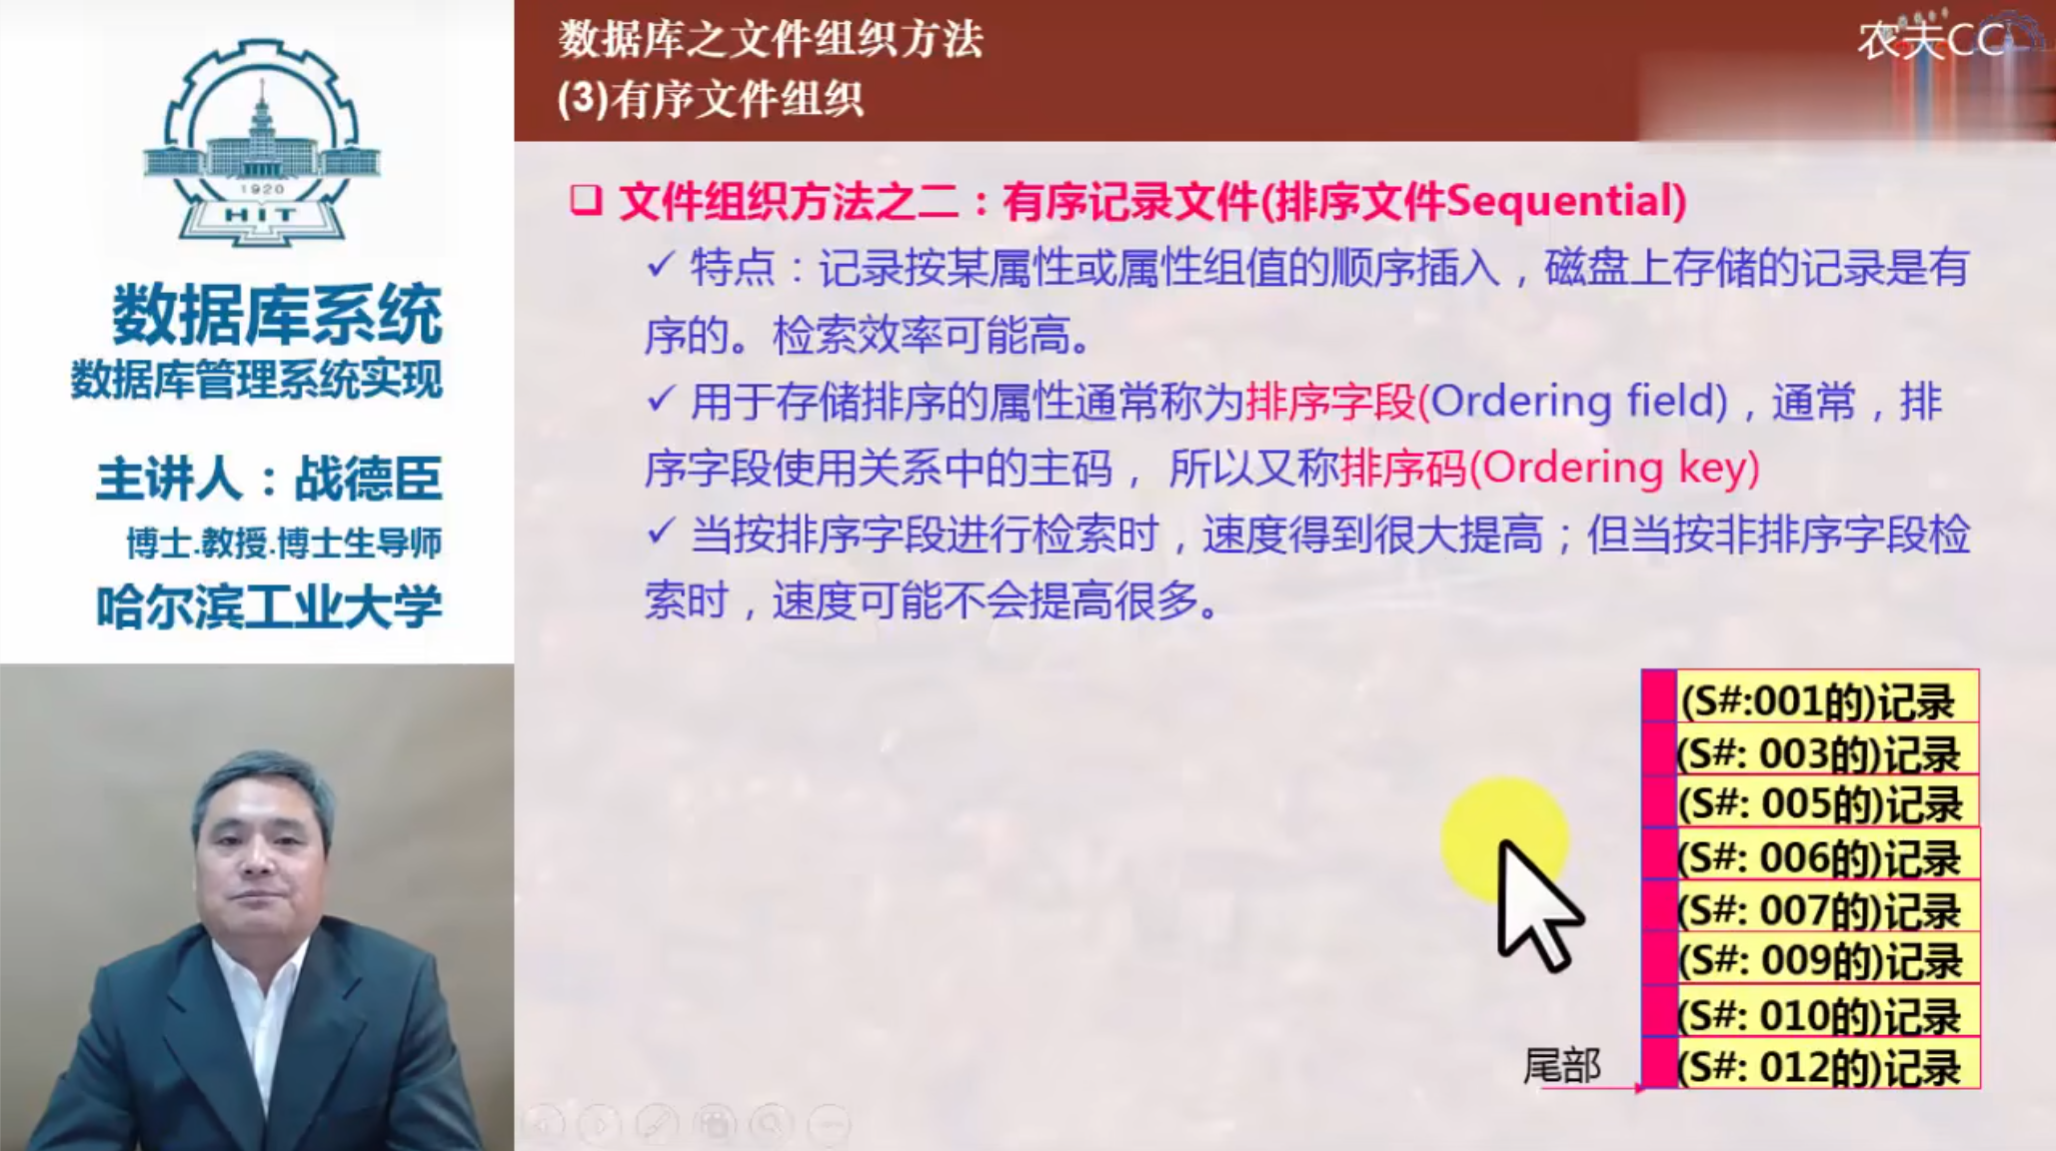 1920
HIT
数据库系统
数据库管理系统实现
主讲人：战德臣
博士.教授.博士生导师
哈尔滨工业大学
数据库之文件组织方法
(3)有序文件组织
农夫CC
❑ 文件组织方法之二：有序记录文件(排序文件Sequential)
✓ 特点：记录按某属性或属性组值的顺序插入，磁盘上存储的记录是有
序的。检索效率可能高。
✓ 用于存储排序的属性通常称为排序字段(Ordering field)，通常，排
序字段使用关系中的主码， 所以又称排序码(Ordering key)
✓ 当按排序字段进行检索时，速度得到很大提高；但当按非排序字段检
索时，速度可能不会提高很多。
(S#:001的)记录
(S#: 003的)记录
(S#: 005的)记录
(S#: 006的)记录
(S#: 007的)记录
(S#: 009的)记录
(S#: 010的)记录
尾部
(S#: 012的)记录